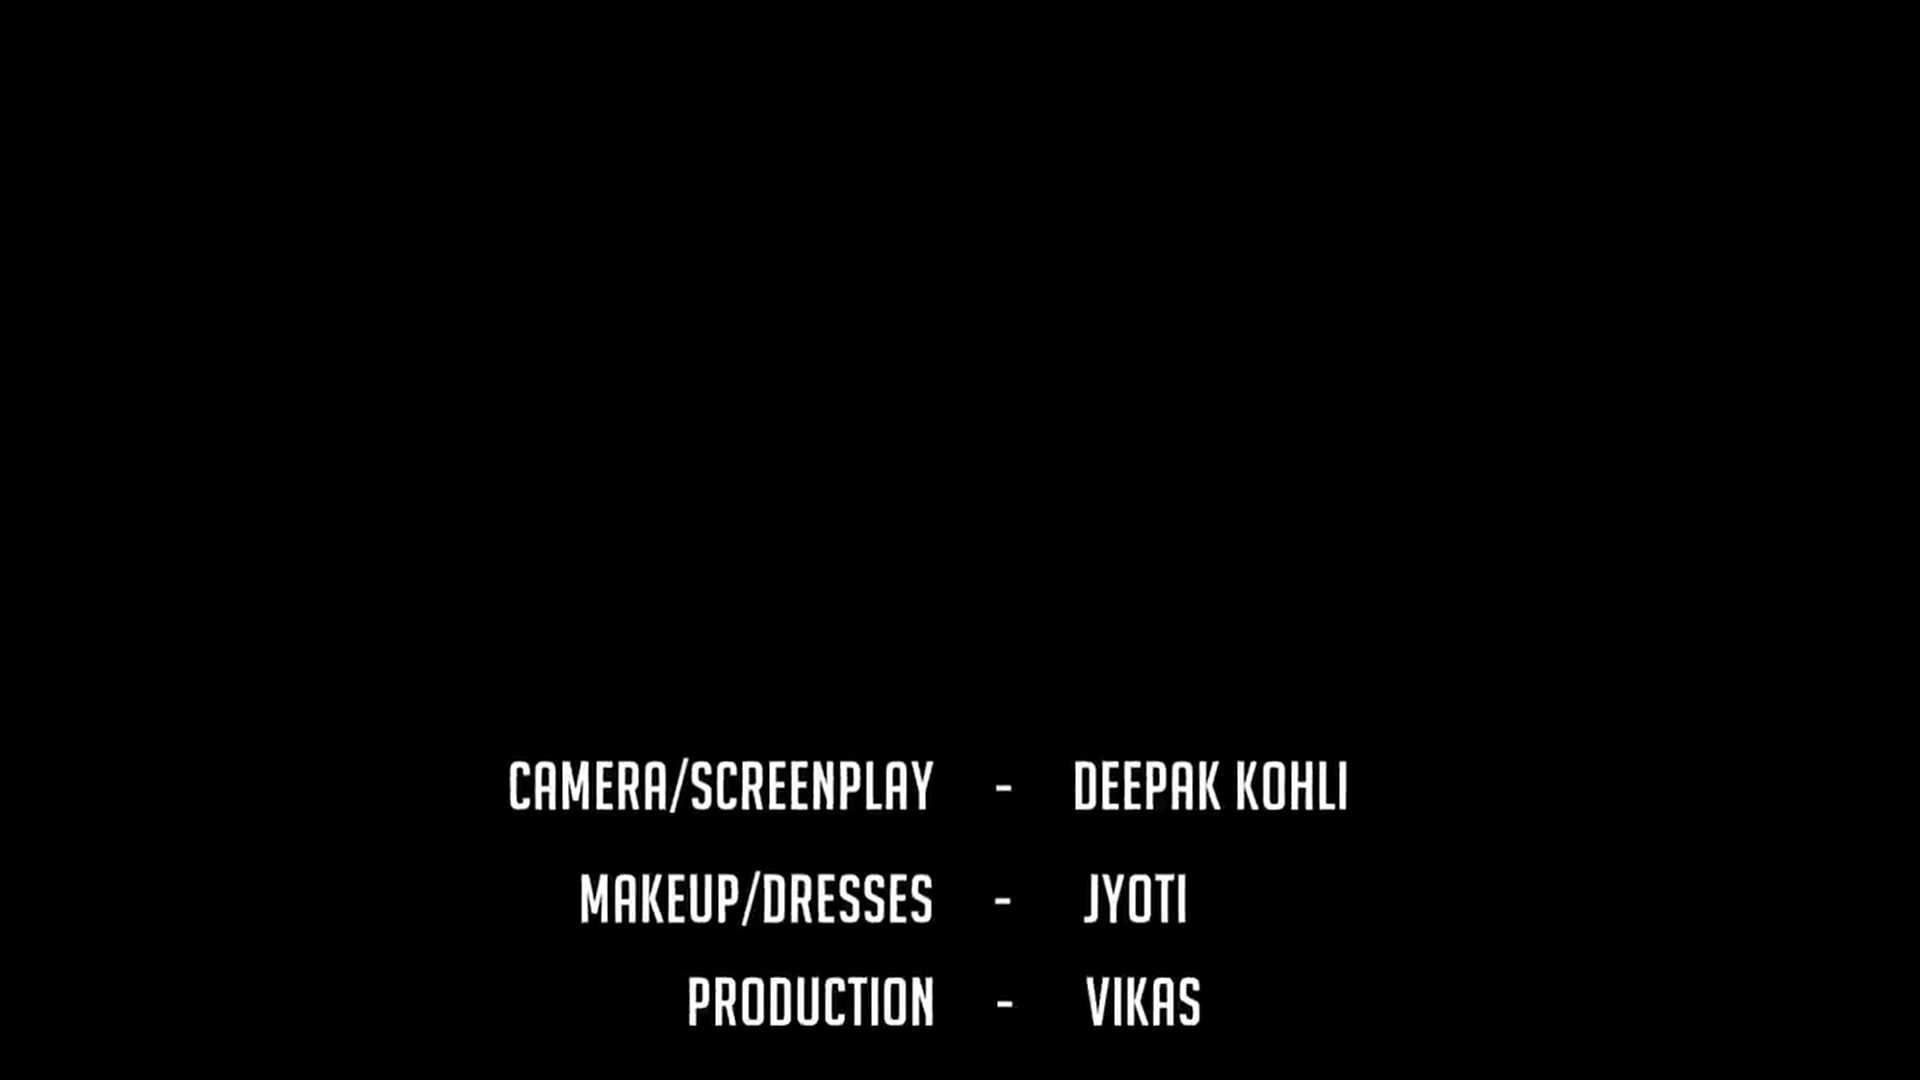 CAMERA/SCREENPLAY - DEEPAK KOHLI
MAKEUP/DRESSES - JYOTI
PRODUCTION - VIKAS